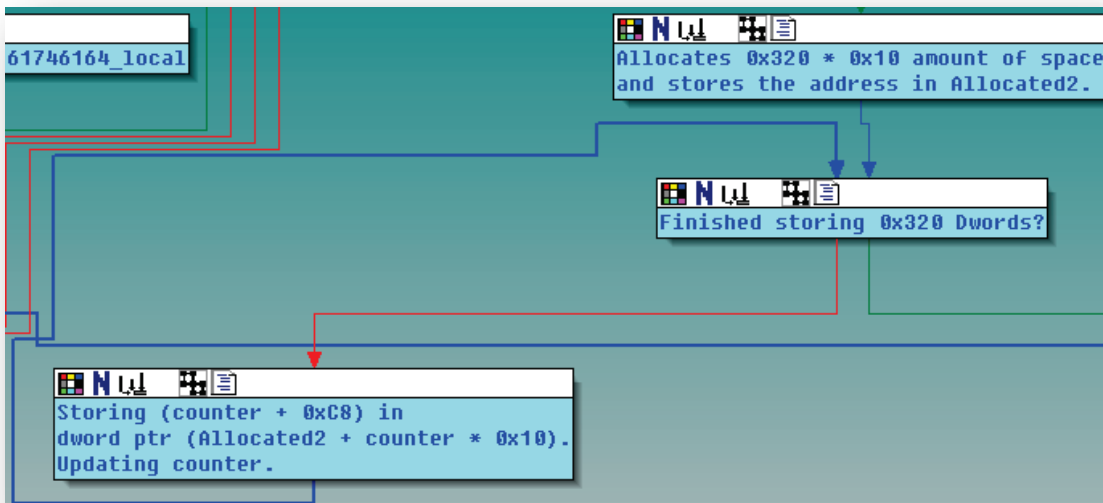 61746164_local
Allocates 0x320 * 0x10 amount of space
and stores the address in Allocated2.
Finished storing 0x320 Dwords?
Storing (counter + 0xC8) in
dword ptr (Allocated2 + counter * 0x10).
Updating counter.